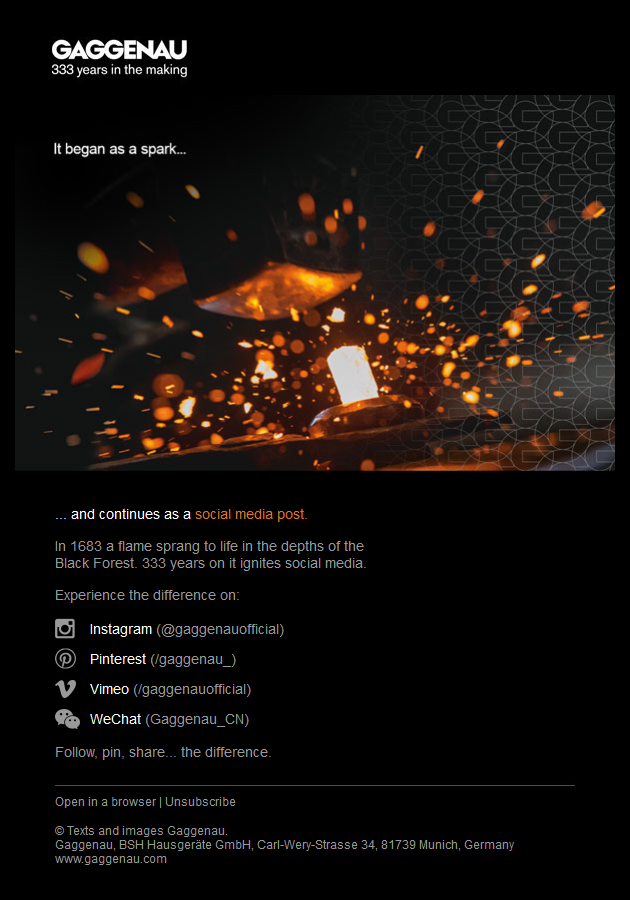 GAGGENAU
333 years in the making
It began as a spark...
... and continues as a social media post.
In 1683 a flame sprang to life in the depths of the
Black Forest. 333 years on it ignites social media.
Experience the difference on:
Instagram (@gaggenauofficial)
Pinterest (/gaggenau_)
Vimeo (/gaggenauofficial)
WeChat (Gaggenau_CN)
Follow, pin, share... the difference.
Open in a browser | Unsubscribe
© Texts and images Gaggenau.
Gaggenau, BSH Hausgeräte GmbH, Carl-Wery-Strasse 34, 81739 Munich, Germany
www.gaggenau.com